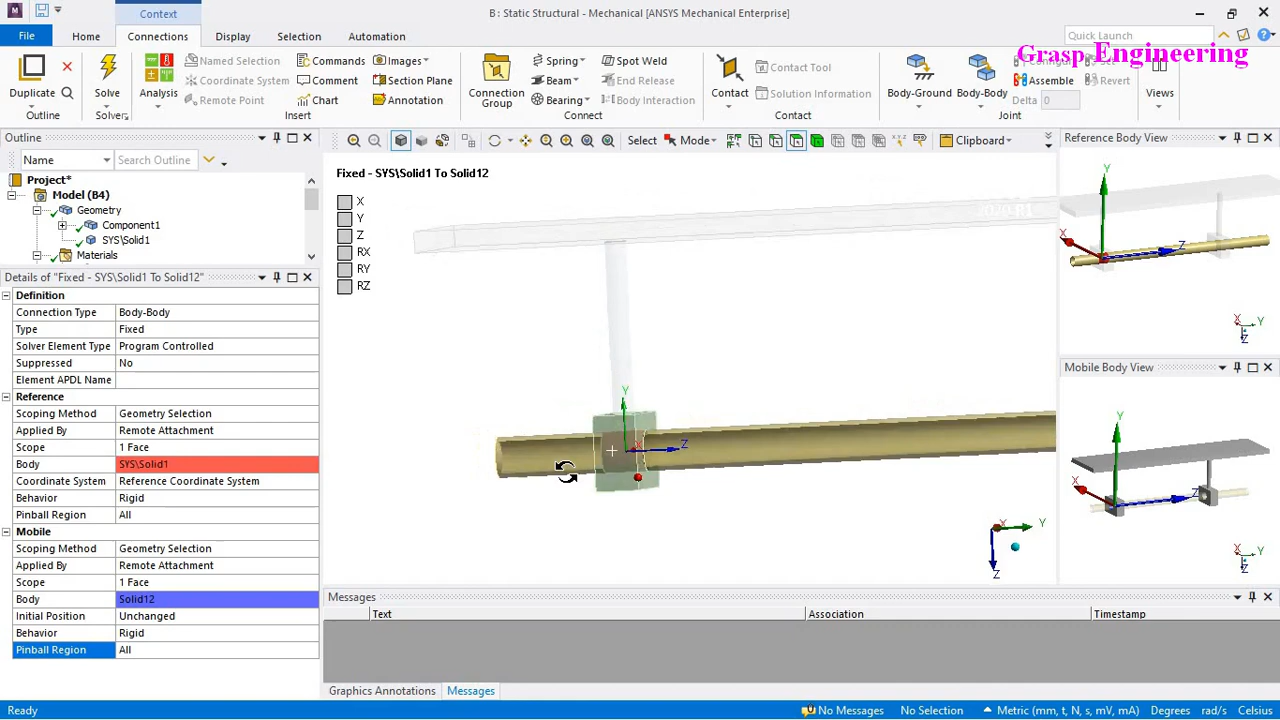 B : Static Structural - Mechanical [ANSYS Mechanical Enterprise]
Context
File Home Connections Display Selection Automation Quick Launch
Grasp Engineering
Duplicate Outline
Solve Solvers
Analysis
Named Selection
Coordinate System
Remote Point
Commands
Comment
Chart
Images
Section Plane
Annotation
Insert
Connection Group
Spring
Beam
Bearing
Spot Weld
End Release
Body Interaction
Connect
Contact
Contact Tool
Solution Information
Contact
Body-Ground
Body-Body
Assemble
Set
Revert
Delta 0
Joint
Views
Outline
Name Search Outline
Project*
Model (B4)
Geometry
Component1
SYS\Solid1
Materials
Select Mode Clipboard
Fixed - SYS\Solid1 To Solid12
X
Y
Z
RX
RY
RZ
2020 R1
Y
X
Z
Y
Z
Reference Body View
Y
X
Z
X
Y
Z
Mobile Body View
Y
X
Z
X
Y
Z
Details of "Fixed - SYS\Solid1 To Solid12"
Definition
Connection Type Body-Body
Type Fixed
Solver Element Type Program Controlled
Suppressed No
Element APDL Name
Reference
Scoping Method Geometry Selection
Applied By Remote Attachment
Scope 1 Face
Body SYS\Solid1
Coordinate System Reference Coordinate System
Behavior Rigid
Pinball Region All
Mobile
Scoping Method Geometry Selection
Applied By Remote Attachment
Scope 1 Face
Body Solid12
Initial Position Unchanged
Behavior Rigid
Pinball Region All
Messages
Text Association Timestamp
Graphics Annotations Messages
Ready No Messages No Selection Metric (mm, t, N, s, mV, mA) Degrees rad/s Celsius